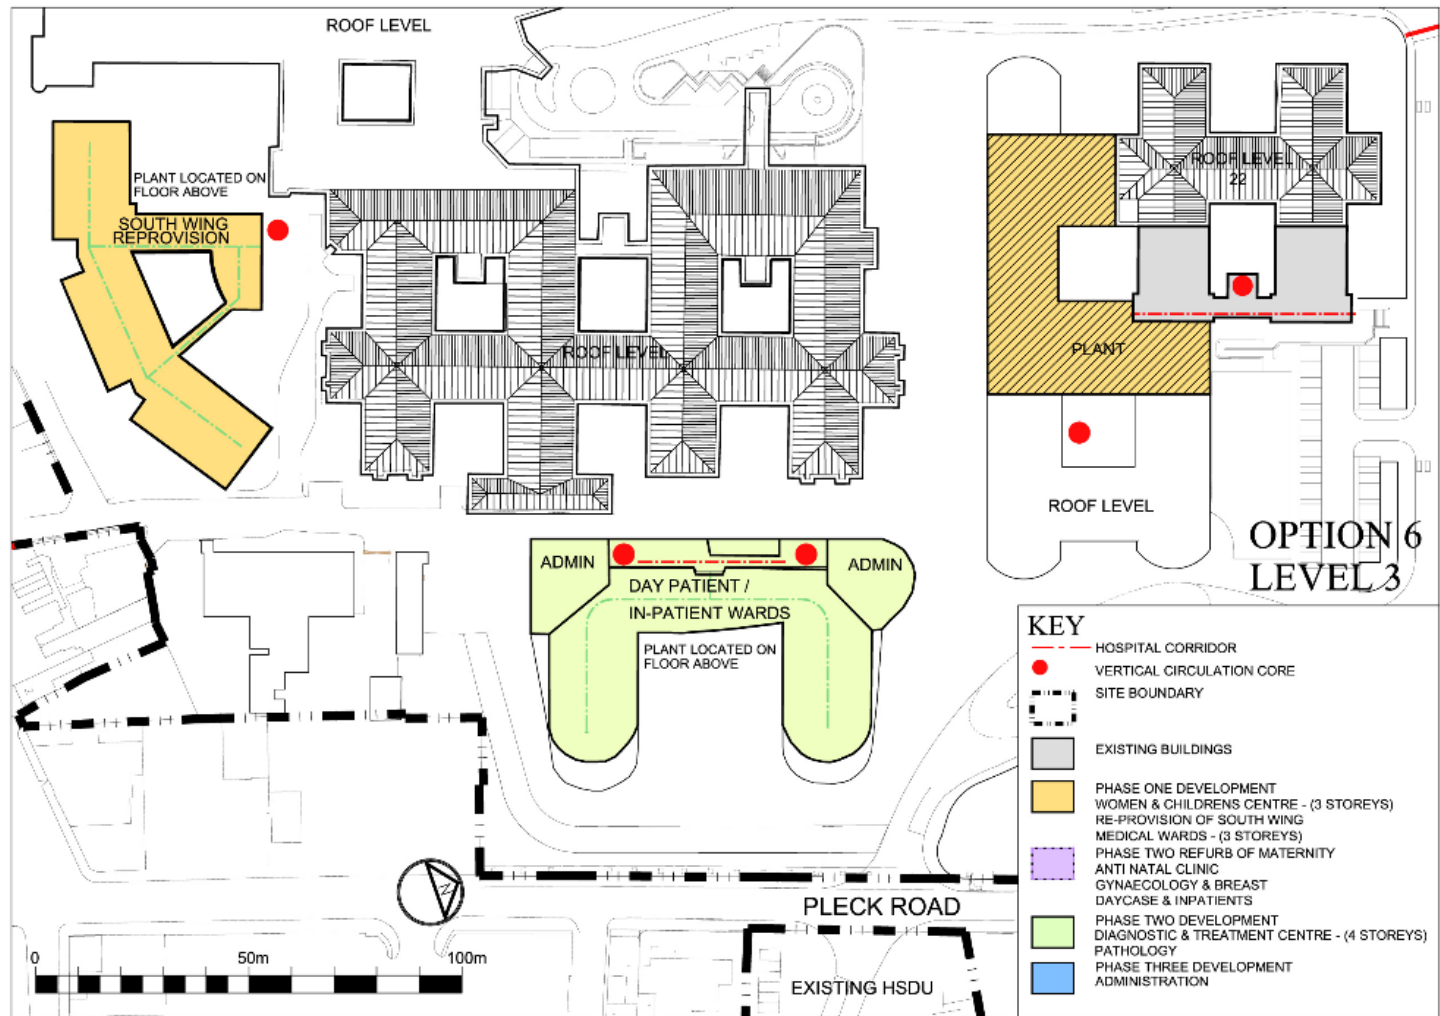 ROOF LEVEL
PLANT LOCATED ON
FLOOR ABOVE
SOUTH WING
REPROVISION
ROOF LEVEL
22
ROOF LEVEL
PLANT
ROOF LEVEL
OPTION 6
LEVEL 3
ADMIN
ADMIN
DAY PATIENT /
IN-PATIENT WARDS
PLANT LOCATED ON
FLOOR ABOVE
KEY
HOSPITAL CORRIDOR
VERTICAL CIRCULATION CORE
SITE BOUNDARY
EXISTING BUILDINGS
PHASE ONE DEVELOPMENT
WOMEN & CHILDRENS CENTRE - (3 STOREYS)
RE-PROVISION OF SOUTH WING
MEDICAL WARDS - (3 STOREYS)
PHASE TWO REFURB OF MATERNITY
ANTI NATAL CLINIC
GYNAECOLOGY & BREAST
DAYCASE & INPATIENTS
PHASE TWO DEVELOPMENT
DIAGNOSTIC & TREATMENT CENTRE - (4 STOREYS)
PATHOLOGY
PHASE THREE DEVELOPMENT
ADMINISTRATION
N
PLECK ROAD
0 50m 100m
EXISTING HSDU